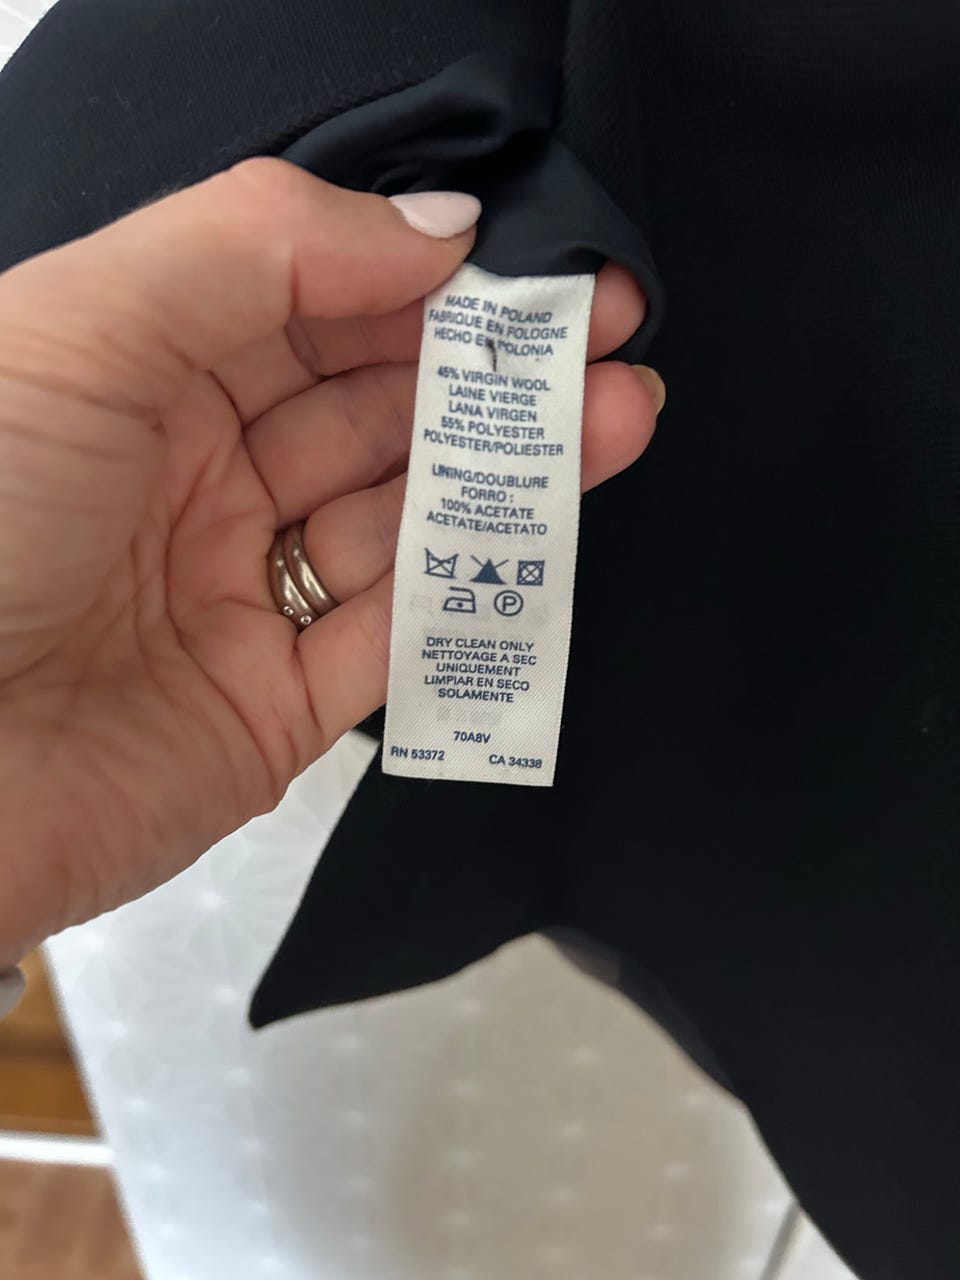 MADE IN POLAND
FABRIQUE EN POLOGNE
HECHO EN POLONIA
45% VIRGIN WOOL
LAINE VIERGE
LANA VIRGEN
55% POLYESTER
POLYESTER/POLIESTER
LINING/DOUBLURE
FORRO :
100% ACETATE
ACETATE/ACETATO
P
DRY CLEAN ONLY
NETTOYAGE A SEC
UNIQUEMENT
LIMPIAR EN SECO
SOLAMENTE
70A8V
RN 53372 CA 34338